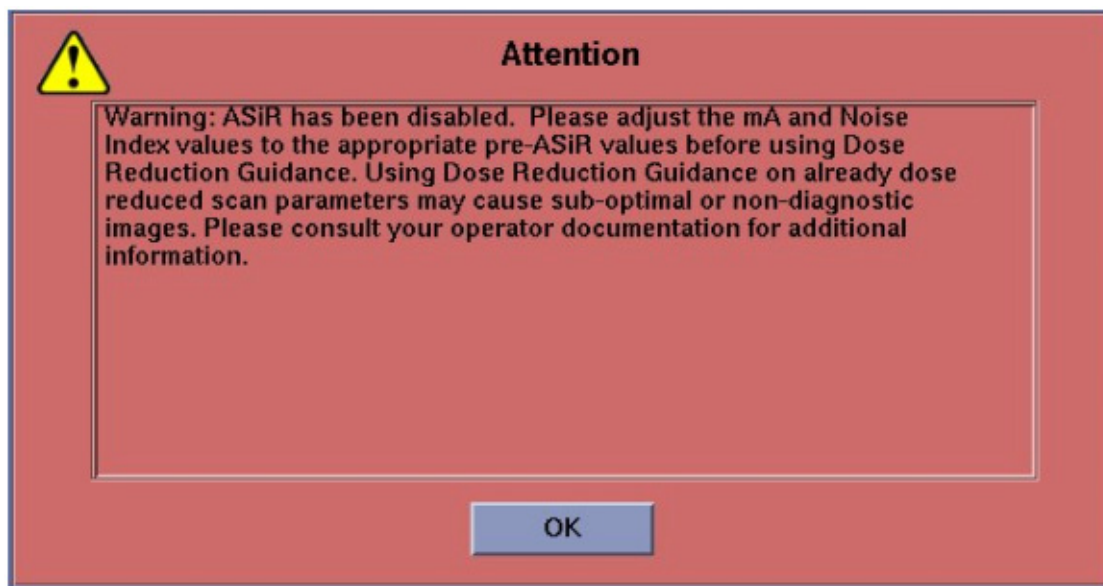 Attention
Warning: ASiR has been disabled.  Please adjust the mA and Noise
Index values to the appropriate pre-ASiR values before using Dose
Reduction Guidance. Using Dose Reduction Guidance on already dose
reduced scan parameters may cause sub-optimal or non-diagnostic
images. Please consult your operator documentation for additional
information.
OK